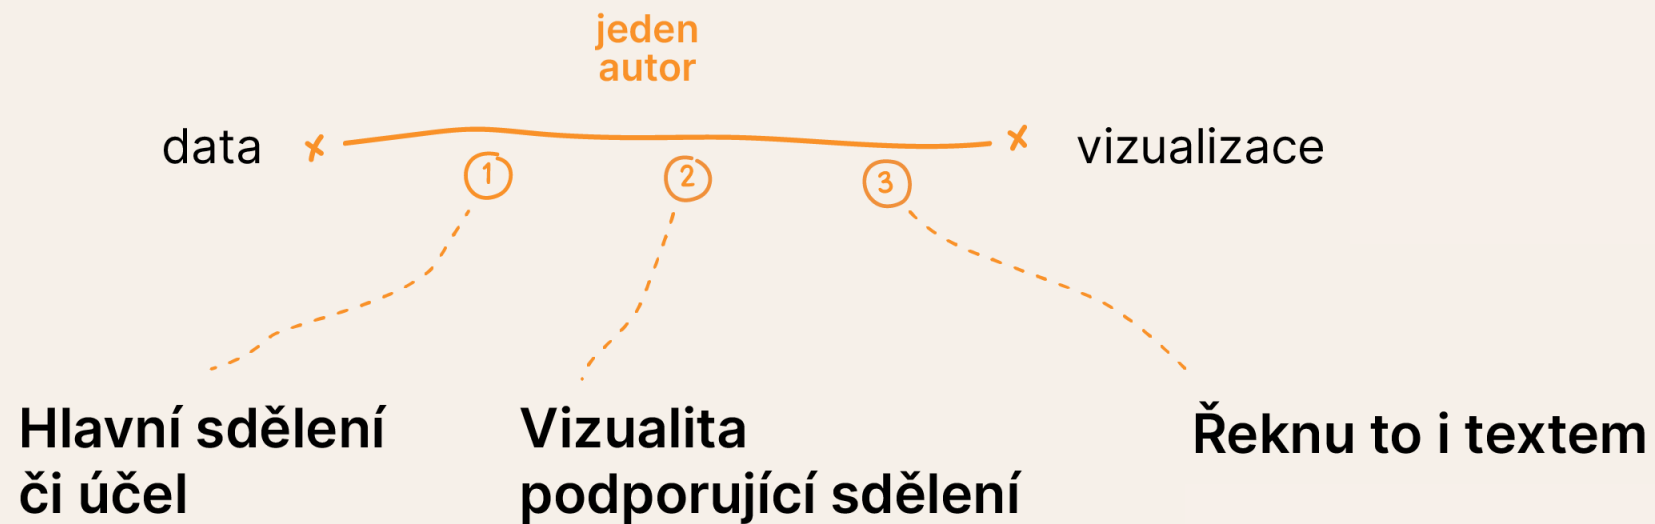 jeden
autor
data
vizualizace
1
2
3
Hlavní sdělení
či účel
Vizualita
podporující sdělení
Řeknu to i textem